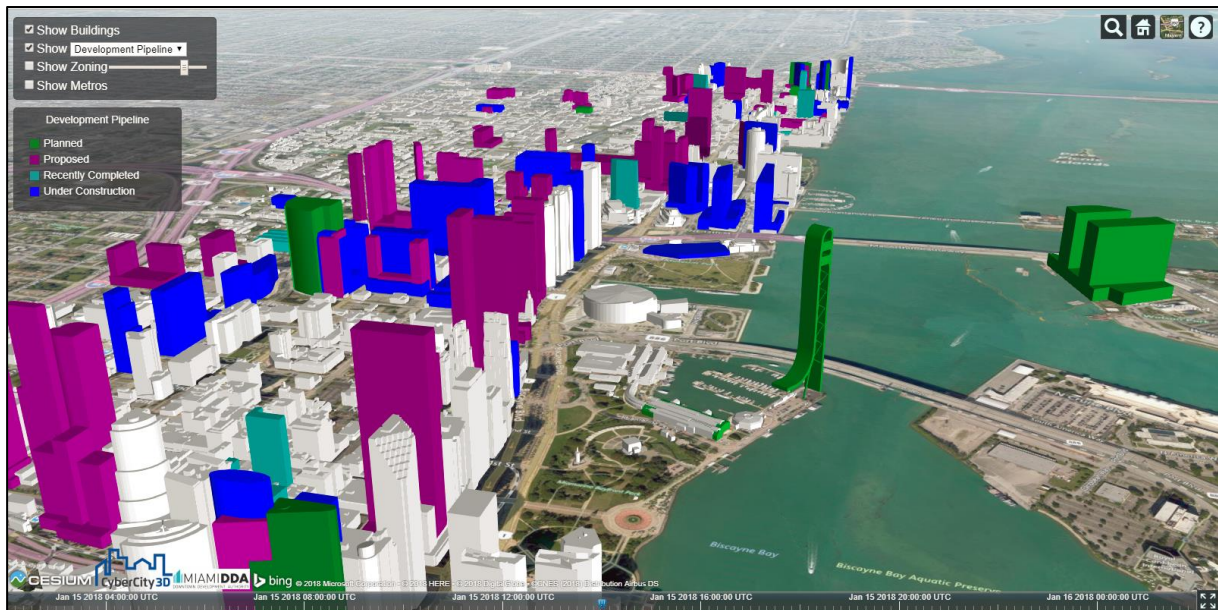 Show Buildings
Show Development Pipeline
Show Zoning
Show Metros
Development Pipeline
Planned
Proposed
Recently Completed
Under Construction
Biscayne Bay
Biscayne Bay Aquatic Preserve
CESIUM CyberCity3D MIAMIDDA bing
Jan 15 2018 04:00:00 UTC Jan 15 2018 08:00:00 UTC Jan 15 2018 12:00:00 UTC Jan 15 2018 16:00:00 UTC Jan 15 2018 20:00:00 UTC Jan 16 2018 00:00:00 UTC